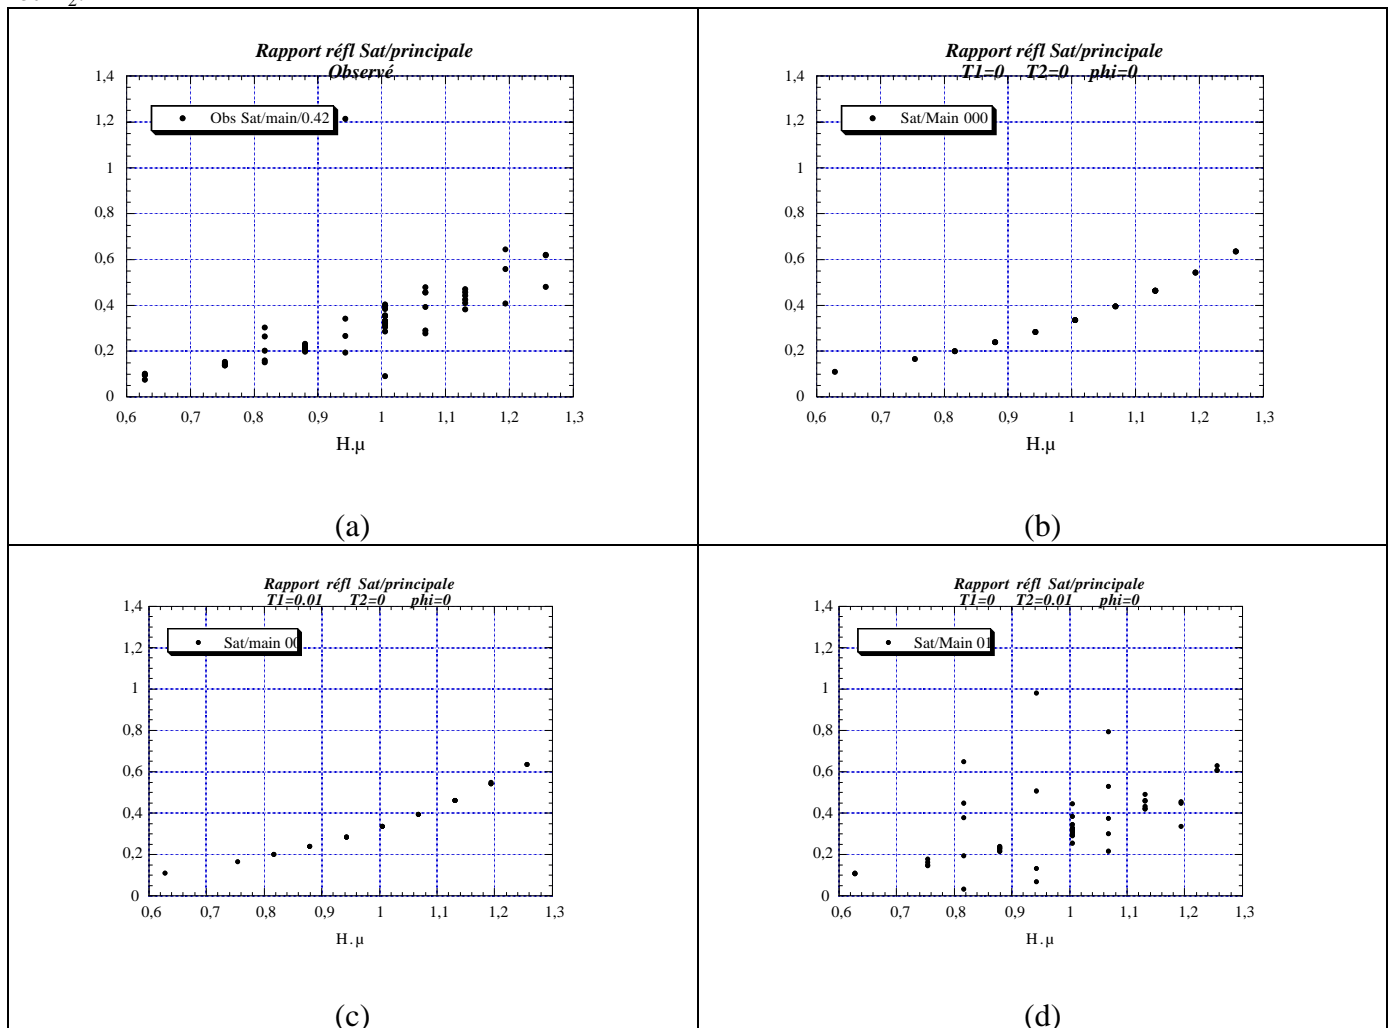 Rapport réfl Sat/principale
Observé
1,4
Obs Sat/main/0.42
1,2
1
0,8
0,6
0,4
0,2
0
0,6 0,7 0,8 0,9 1 1,1 1,2 1,3
H.µ
(a)
Rapport réfl Sat/principale
T1=0 T2=0 phi=0
1,4
Sat/Main 000
1,2
1
0,8
0,6
0,4
0,2
0
0,6 0,7 0,8 0,9 1 1,1 1,2 1,3
H.µ
(b)
Rapport réfl Sat/principale
T1=0.01 T2=0 phi=0
1,4
Sat/main 00
1,2
1
0,8
0,6
0,4
0,2
0
0,6 0,7 0,8 0,9 1 1,1 1,2 1,3
H.µ
(c)
Rapport réfl Sat/principale
T1=0 T2=0.01 phi=0
1,4
Sat/Main 01
1,2
1
0,8
0,6
0,4
0,2
0
0,6 0,7 0,8 0,9 1 1,1 1,2 1,3
H.µ
(d)